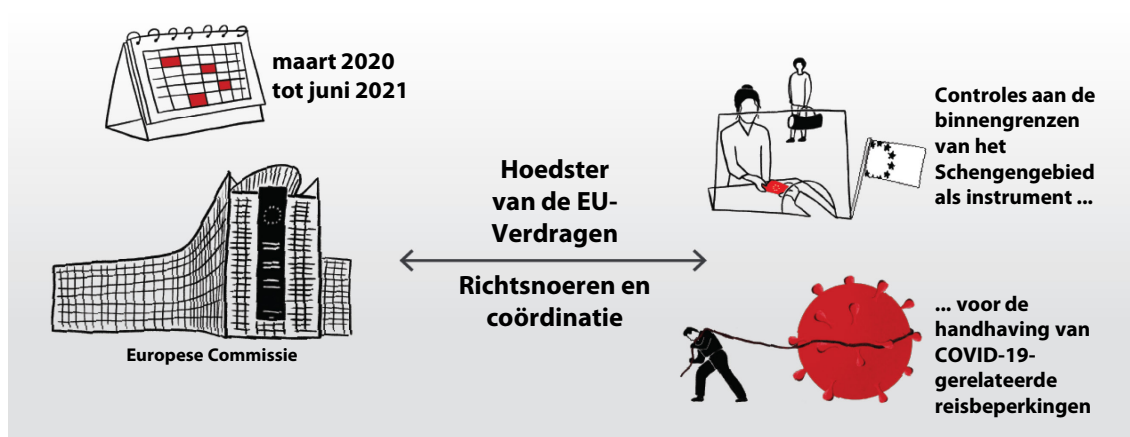 maart 2020
tot juni 2021
Europese Commissie
Hoedster
van de EU-
Verdragen
Richtsnoeren en
coördinatie
Controles aan de
binnengrenzen
van het
Schengengebied
als instrument ...
... voor de
handhaving van
COVID-19-
gerelateerde
reisbeperkingen